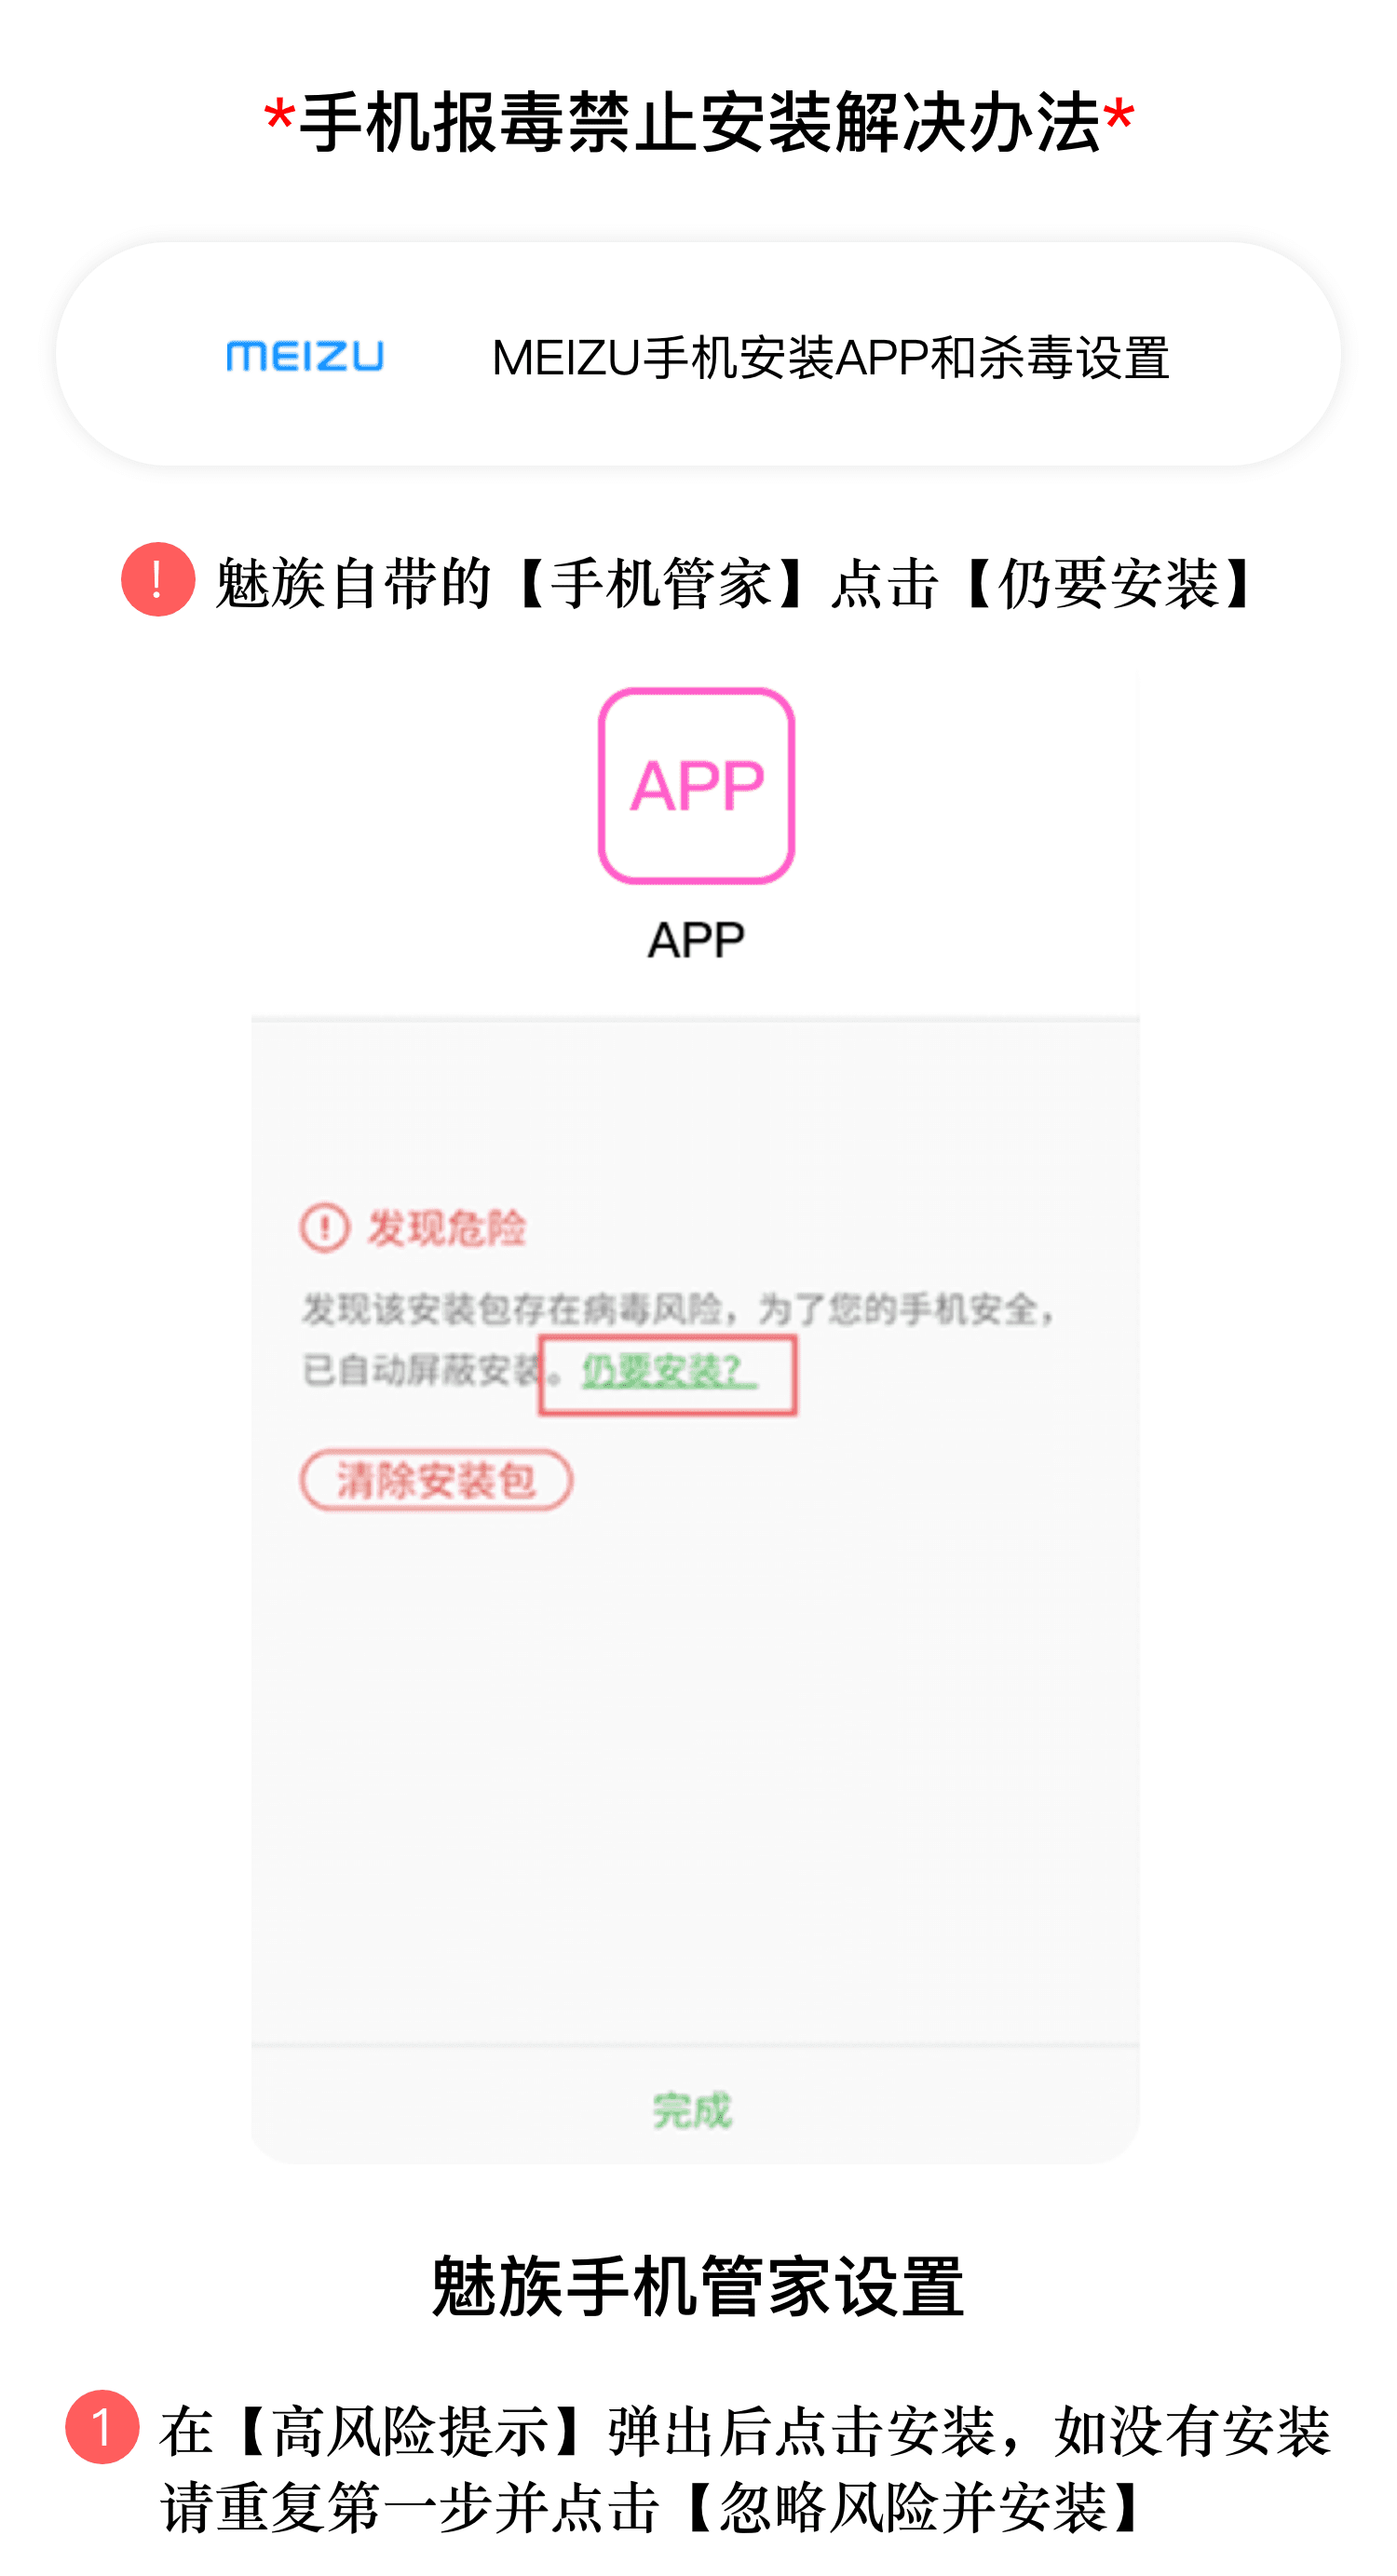 *手机报毒禁止安装解决办法*
MEIZU MEIZU手机安装APP和杀毒设置
! 魅族自带的【手机管家】点击【仍要安装】
APP
APP
! 发现危险
发现该安装包存在病毒风险，为了您的手机安全，
已自动屏蔽安装。仍要安装？
清除安装包
完成
魅族手机管家设置
1 在【高风险提示】弹出后点击安装，如没有安装
请重复第一步并点击【忽略风险并安装】